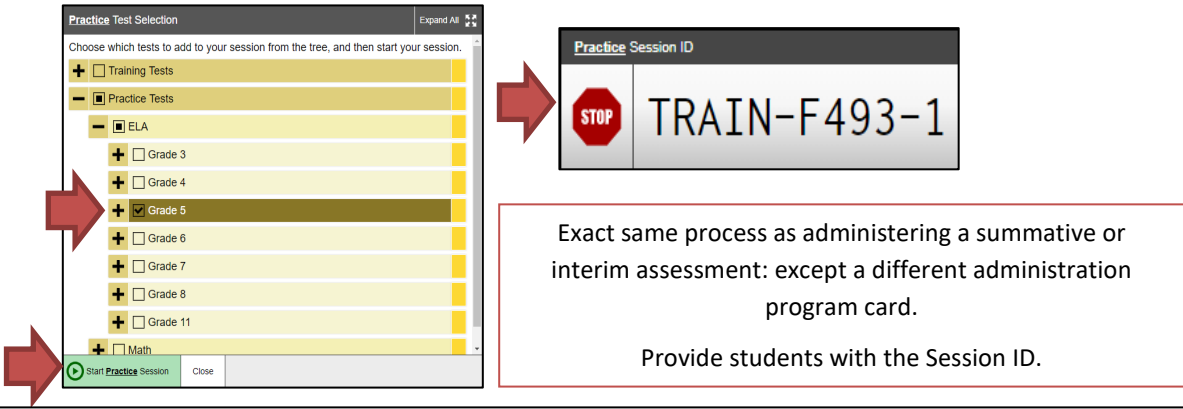 Practice Test Selection
Expand All
Choose which tests to add to your session from the tree, and then start your session.
Training Tests
Practice Tests
ELA
Grade 3
Grade 4
Grade 5
Grade 6
Grade 7
Grade 8
Grade 11
Math
Start Practice Session
Close
Practice Session ID
STOP
TRAIN-F493-1
Exact same process as administering a summative or
interim assessment: except a different administration
program card.
Provide students with the Session ID.